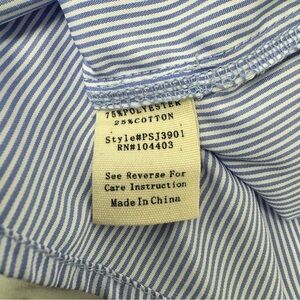 75%POLYESTER
25%COTTON
Style#PSJ3901
RN#104403
See Reverse For
Care Instruction
Made In China